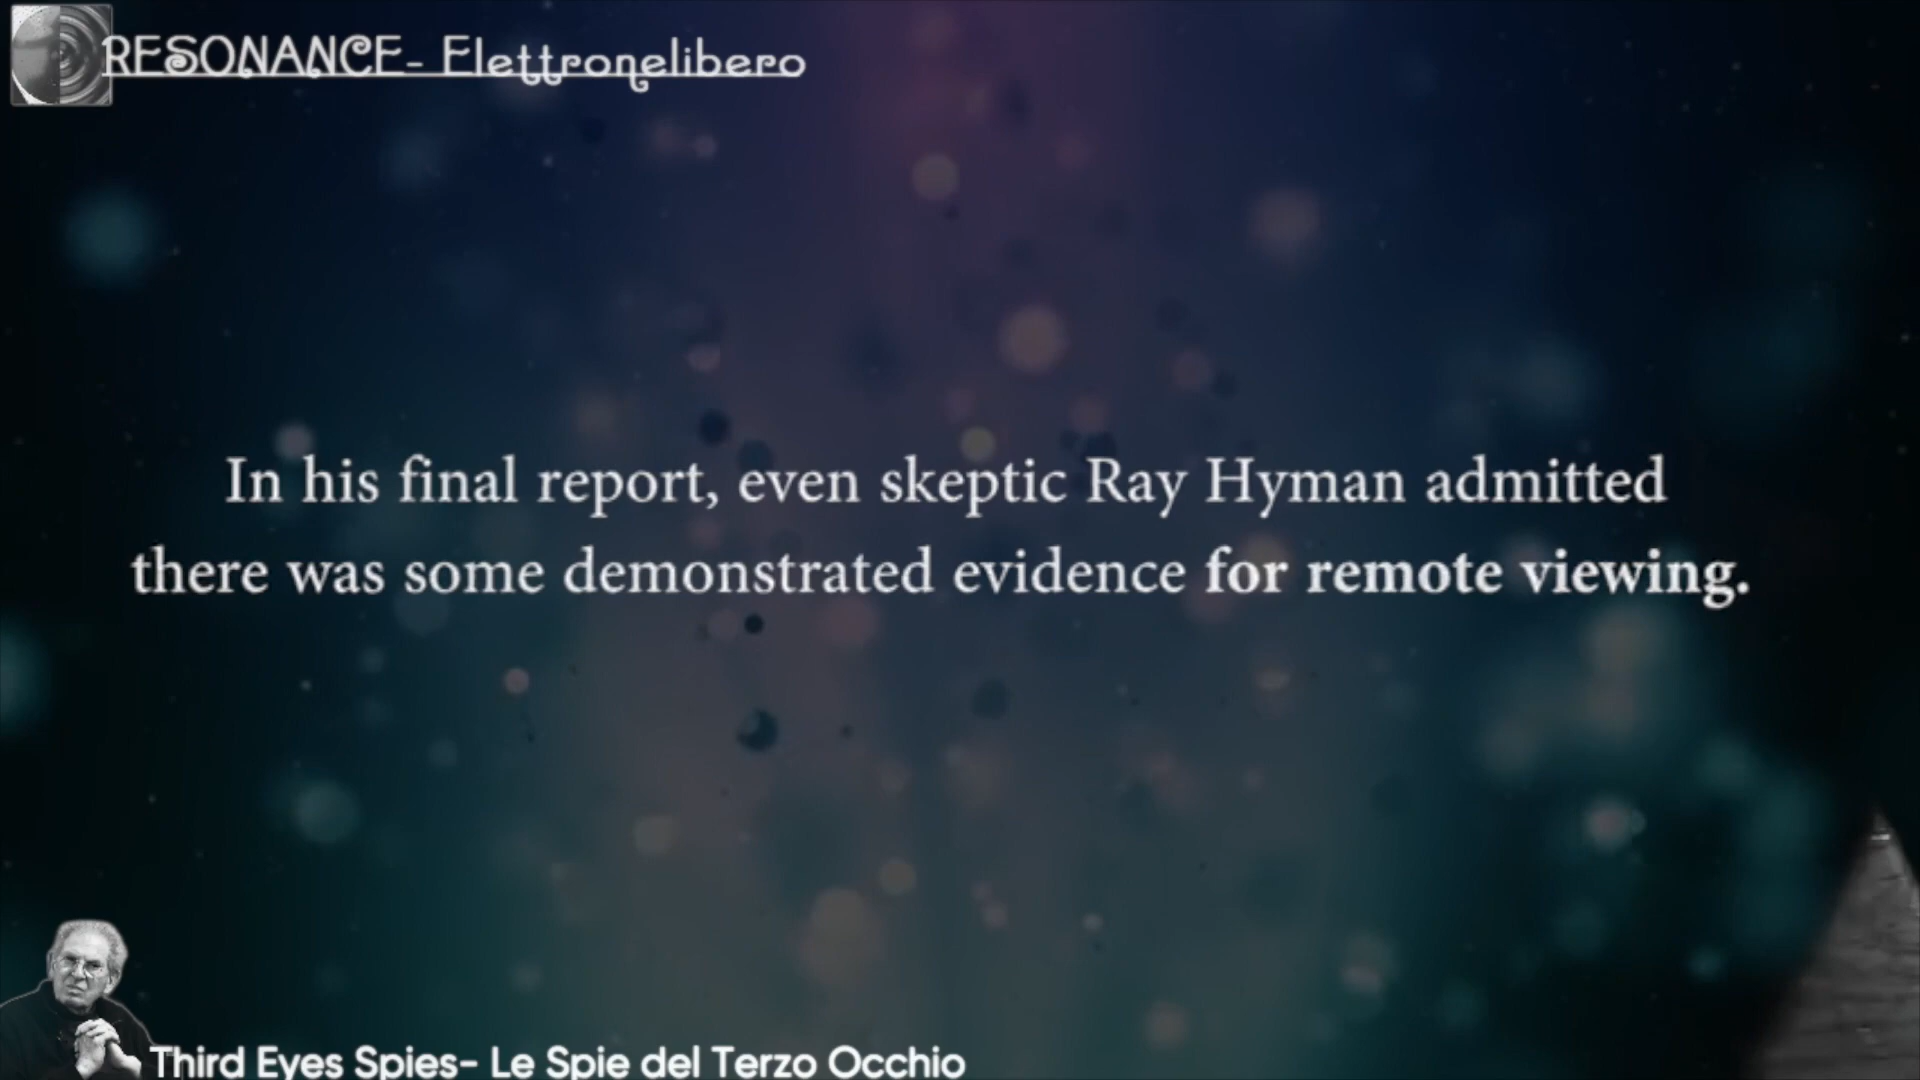 RESONANCE- Elettronelibero
In his final report, even skeptic Ray Hyman admitted
there was some demonstrated evidence for remote viewing.
Third Eyes Spies- Le Spie del Terzo Occhio